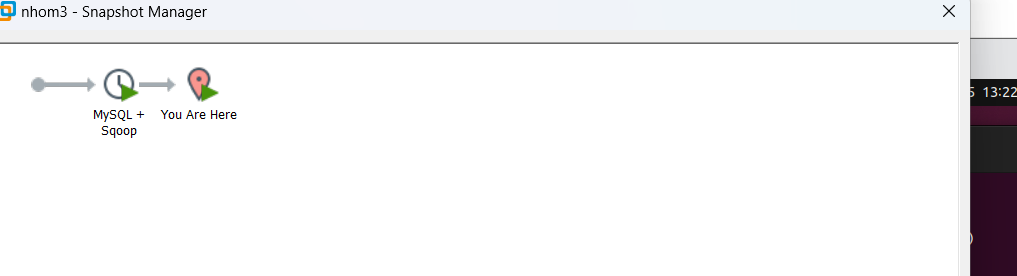 nhom3 - Snapshot Manager
13:22
MySQL +
Sqoop
You Are Here